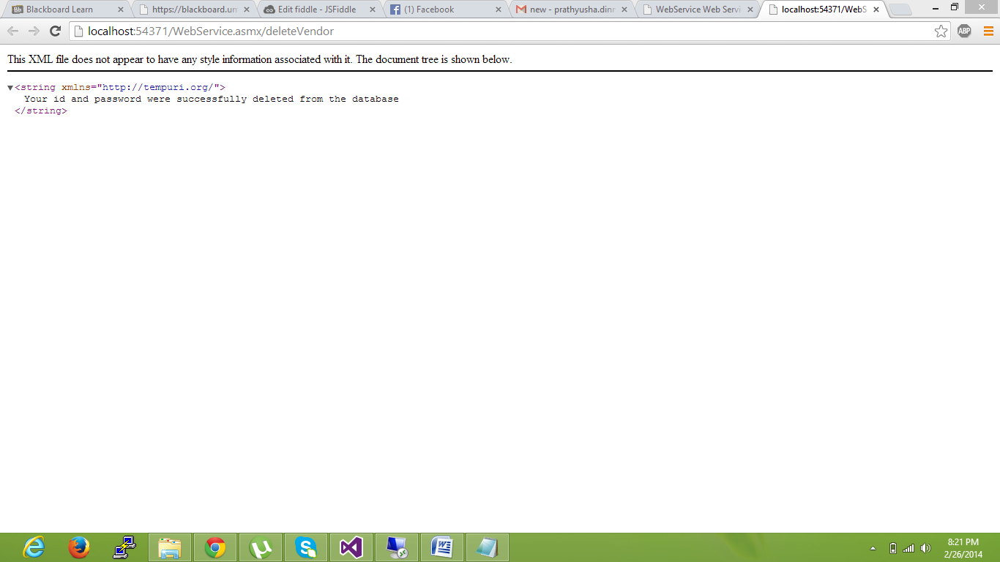 Blackboard Learn
https://blackboard.um
Edit fiddle - JSFiddle
(1) Facebook
new - prathyusha.dinn
WebService Web Servi
localhost:54371/WebS
localhost:54371/WebService.asmx/deleteVendor
ABP
This XML file does not appear to have any style information associated with it. The document tree is shown below.
<string xmlns="http://tempuri.org/">
Your id and password were successfully deleted from the database
</string>
8:21 PM
2/26/2014